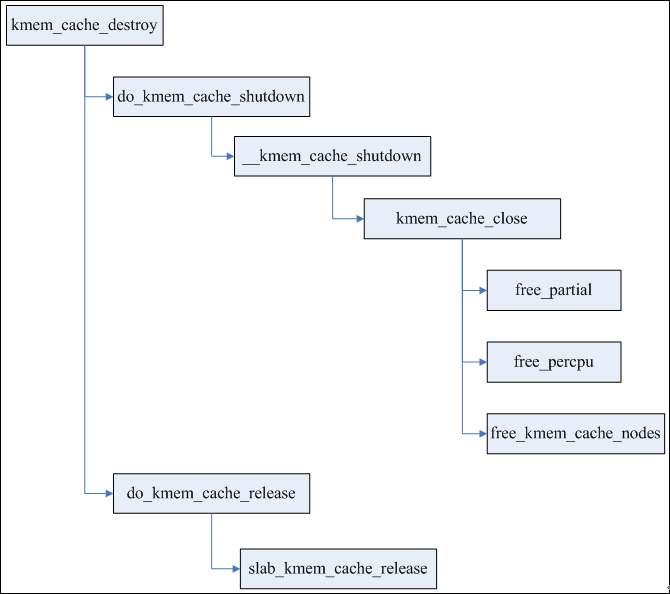 kmem_cache_destroy
do_kmem_cache_shutdown
__kmem_cache_shutdown
kmem_cache_close
free_partial
free_percpu
free_kmem_cache_nodes
do_kmem_cache_release
slab_kmem_cache_release